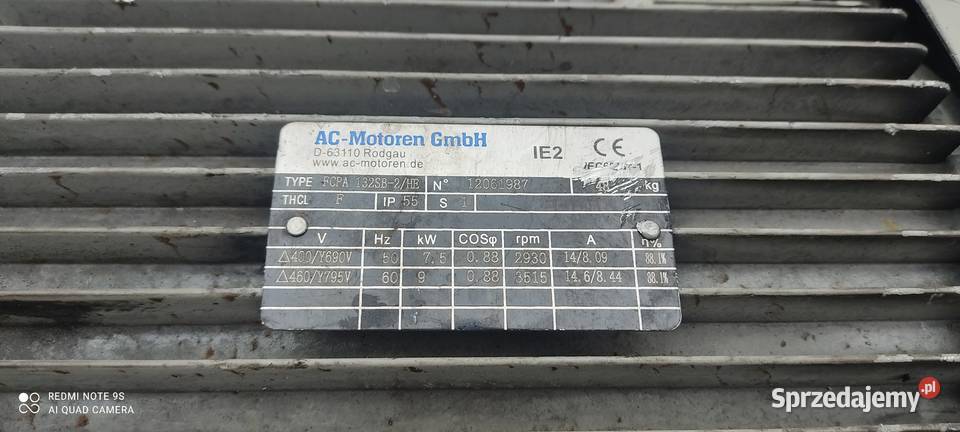 AC-Motoren GmbH
D-63110 Rodgau
www.ac-motoren.de
IE2 CE
TYPE FCPA 132SB-2/HE N° 12061987 kg
THCL F IP 55 S 1
V Hz kW COSφ rpm A η%
△400/Y690V 50 7,5 0.88 2930 14/8.09 88.1%
△460/Y795V 60 9 0.88 3515 14.6/8.44 88.1%
REDMI NOTE 9S
AI QUAD CAMERA
Sprzedajemy.pl